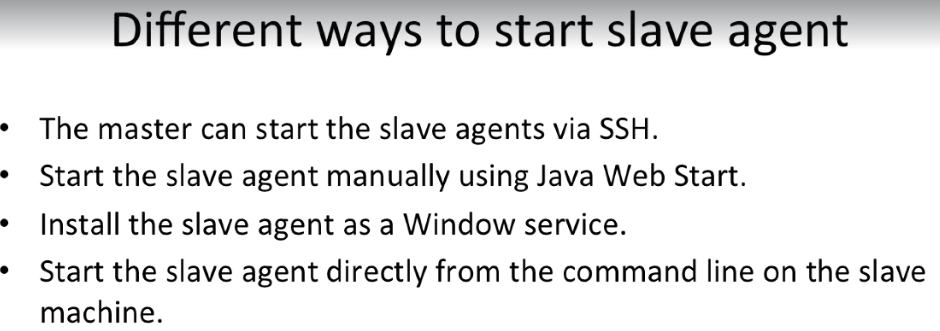 Different ways to start slave agent
• The master can start the slave agents via SSH.
• Start the slave agent manually using Java Web Start.
• Install the slave agent as a Window service.
• Start the slave agent directly from the command line on the slave
machine.